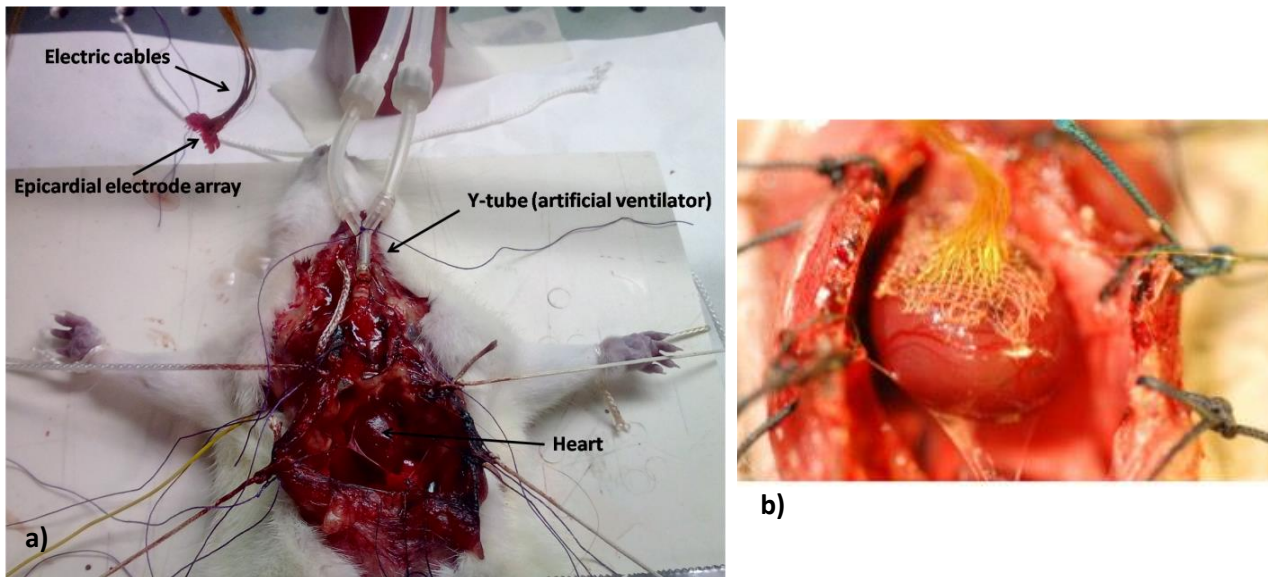 Electric cables
Epicardial electrode array
Y-tube (artificial ventilator)
Heart
a)
b)